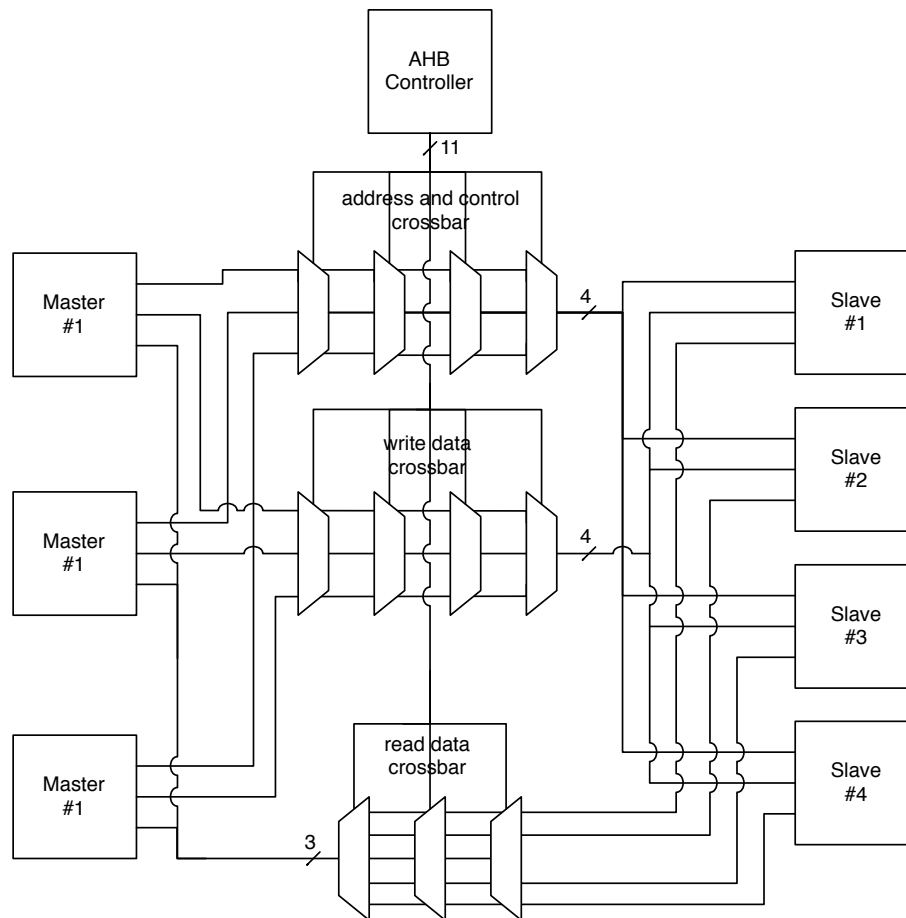 AHB
Controller
11
address and control
crossbar
Master
#1
4
Slave
#1
write data
crossbar
Slave
#2
Master
#1
4
Slave
#3
read data
crossbar
Master
#1
Slave
#4
3